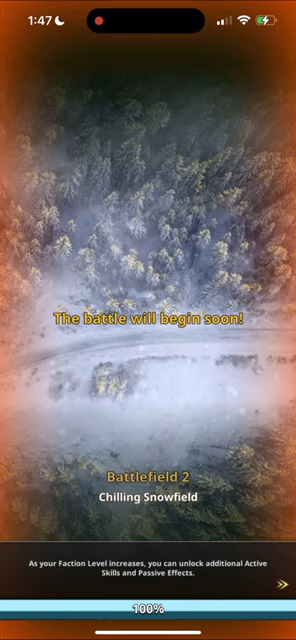 1:47
The battle will begin soon!
Battlefield 2
Chilling Snowfield
As your Faction Level increases, you can unlock additional Active
Skills and Passive Effects.
100%